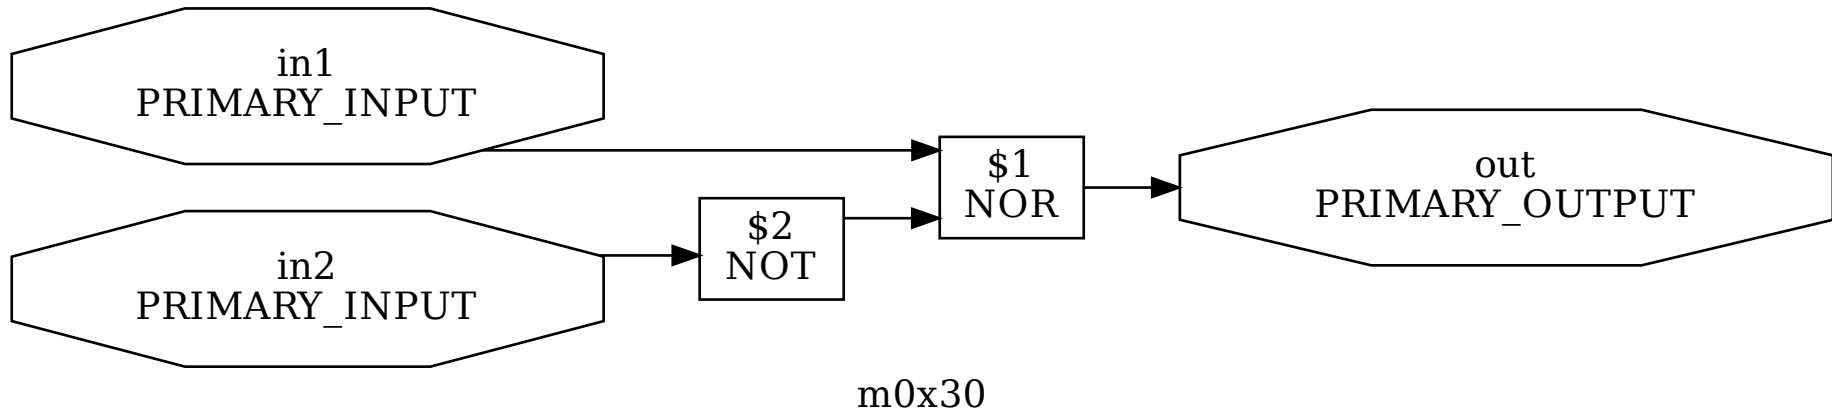 in1
PRIMARY_INPUT
in2
PRIMARY_INPUT
$2
NOT
$1
NOR
out
PRIMARY_OUTPUT
m0x30